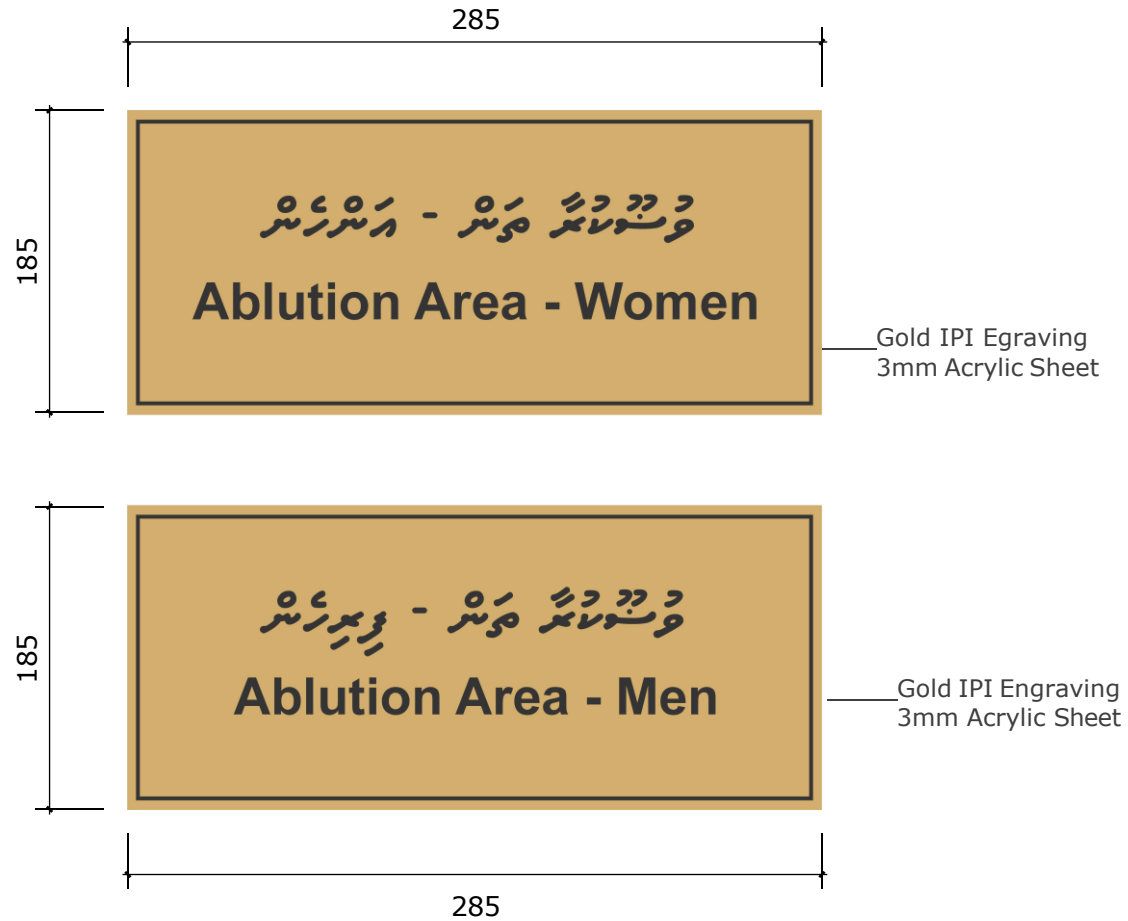 285
185
ވުޟޫކުރާ ތަން - އަންހެން
Ablution Area - Women
Gold IPI Egraving
3mm Acrylic Sheet
185
ވުޟޫކުރާ ތަން - ފިރިހެން
Ablution Area - Men
Gold IPI Engraving
3mm Acrylic Sheet
285